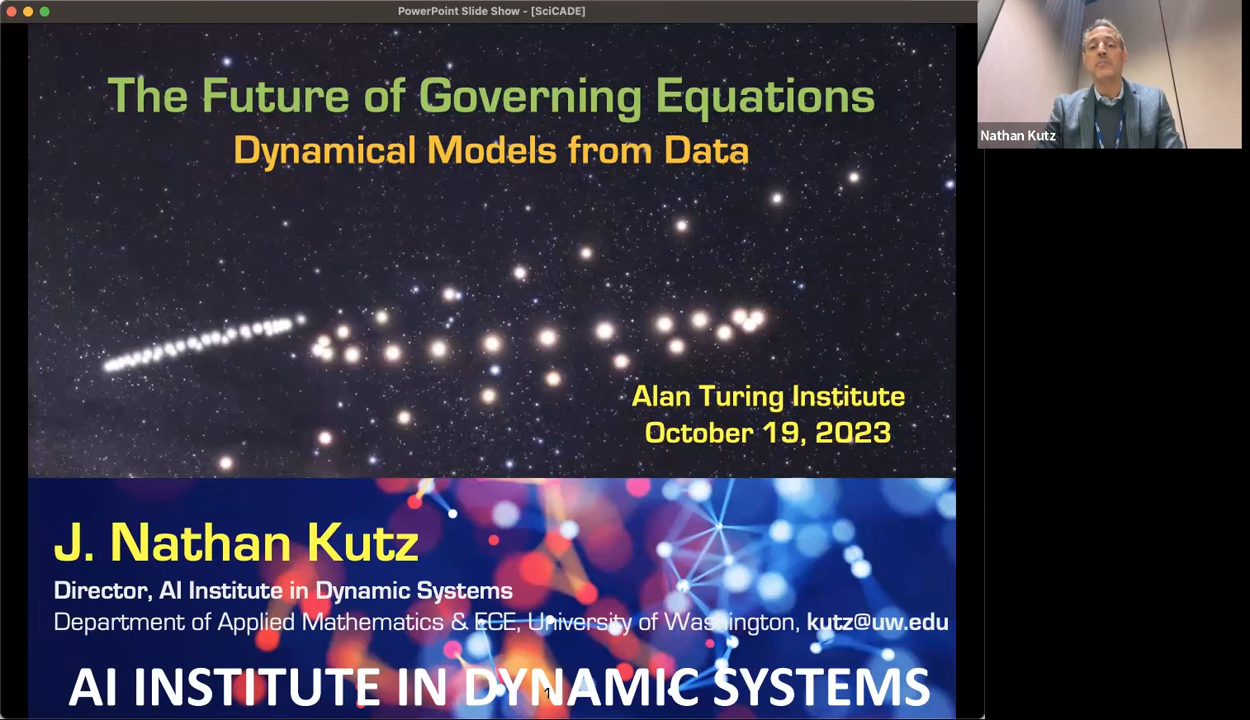 PowerPoint Slide Show - [SciCADE]
The Future of Governing Equations
Dynamical Models from Data
Alan Turing Institute
October 19, 2023
J. Nathan Kutz
Director, AI Institute in Dynamic Systems
Department of Applied Mathematics & ECE, University of Washington, kutz@uw.edu
AI INSTITUTE IN DYNAMIC SYSTEMS
1
Nathan Kutz